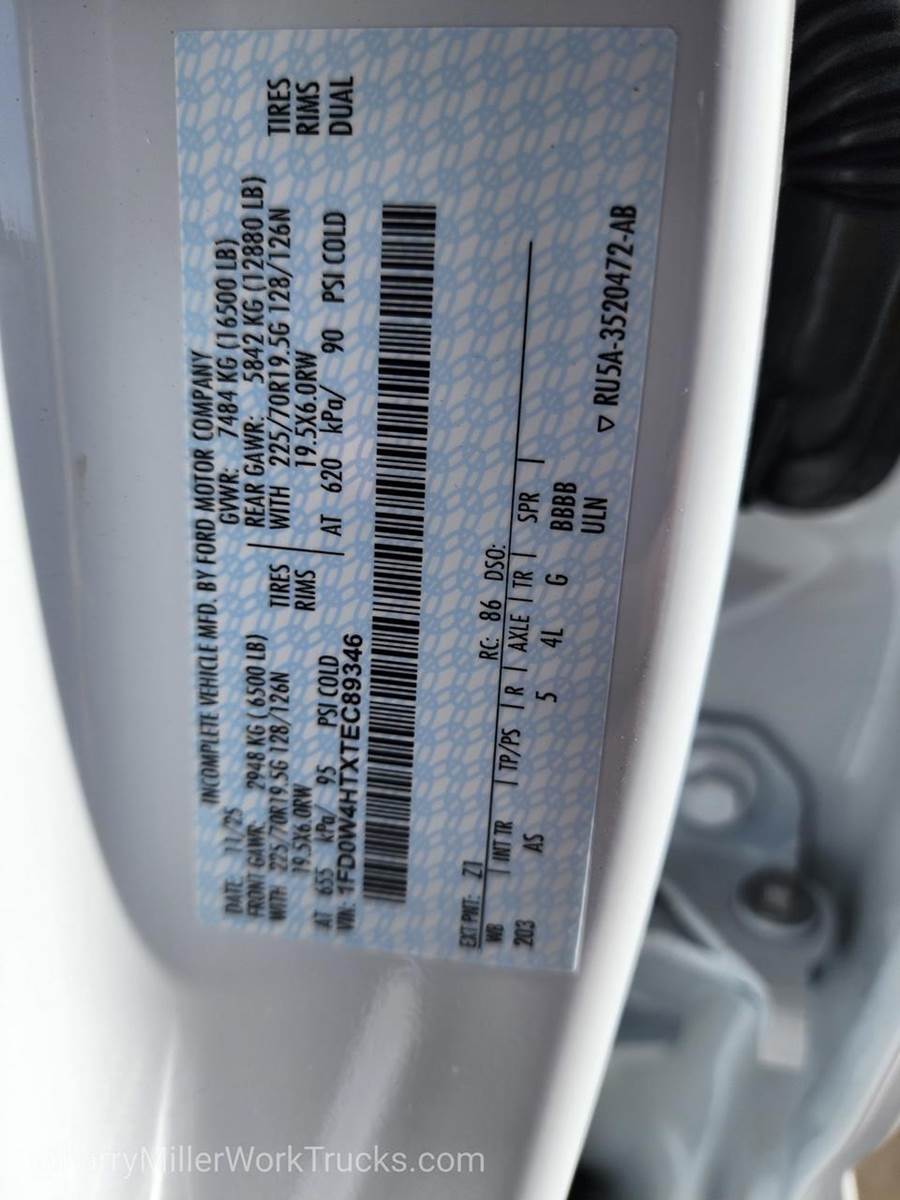 INCOMPLETE VEHICLE MFD. BY FORD MOTOR COMPANY
DATE: 11/25 GVWR: 7484 KG (16500 LB)
FRONT GAWR: 2948 KG (6500 LB) REAR GAWR: 5842 KG (12880 LB)
WITH 225/70R19.5G 128/126N TIRES WITH 225/70R19.5G 128/126N TIRES
19.5X6.0RW RIMS 19.5X6.0RW RIMS
AT 655 kPa/ 95 PSI COLD AT 620 kPa/ 90 PSI COLD DUAL
VIN: 1FD0W4HTXTEC89346
EXT PNT: Z1 RC: 86 DSO:
WB INT TR TP/PS R AXLE TR SPR
203 AS 5 4L G BBBB
ULN ▽ RU5A-3520472-AB
rryMillerWorkTrucks.com